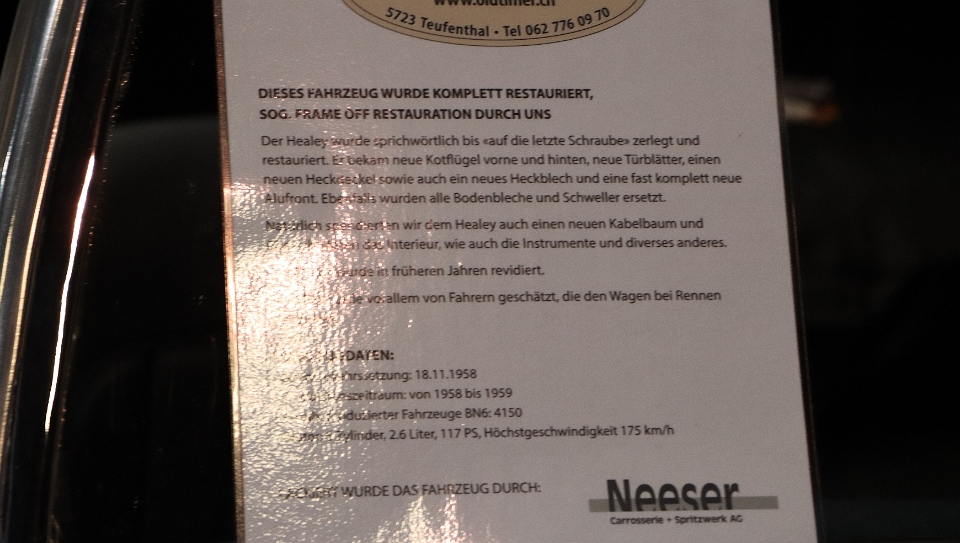 www.oldtimer.ch
5723 Teufenthal • Tel 062 776 09 70
DIESES FAHRZEUG WURDE KOMPLETT RESTAURIERT,
SOG. FRAME OFF RESTAURATION DURCH UNS
Der Healey wurde sprichwörtlich bis «auf die letzte Schraube» zerlegt und
restauriert. Er bekam neue Kotflügel vorne und hinten, neue Türblätter, einen
neuen Heckdeckel sowie auch ein neues Heckblech und eine fast komplett neue
Alufront. Ebenfalls wurden alle Bodenbleche und Schweller ersetzt.
Natürlich spendierten wir dem Healey auch einen neuen Kabelbaum und
das Interieur, wie auch die Instrumente und diverses anderes.
wurde in früheren Jahren revidiert.
vorallem von Fahrern geschätzt, die den Wagen bei Rennen
DATEN:
18.11.1958
von 1958 bis 1959
Fahrzeuge BN6: 4150
Zylinder, 2.6 Liter, 117 PS, Höchstgeschwindigkeit 175 km/h
WURDE DAS FAHRZEUG DURCH:
Neeser
Carrosserie + Spritzwerk AG